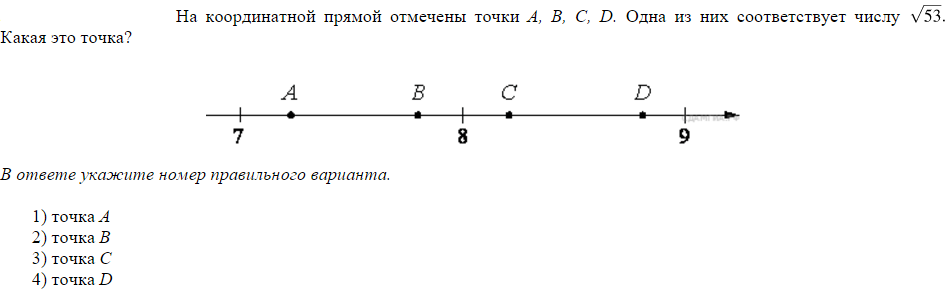 На координатной прямой отмечены точки A, B, C, D. Одна из них соответствует числу √53.
Какая это точка?
A B C D
7 8 9
В ответе укажите номер правильного варианта.
1) точка A
2) точка B
3) точка C
4) точка D